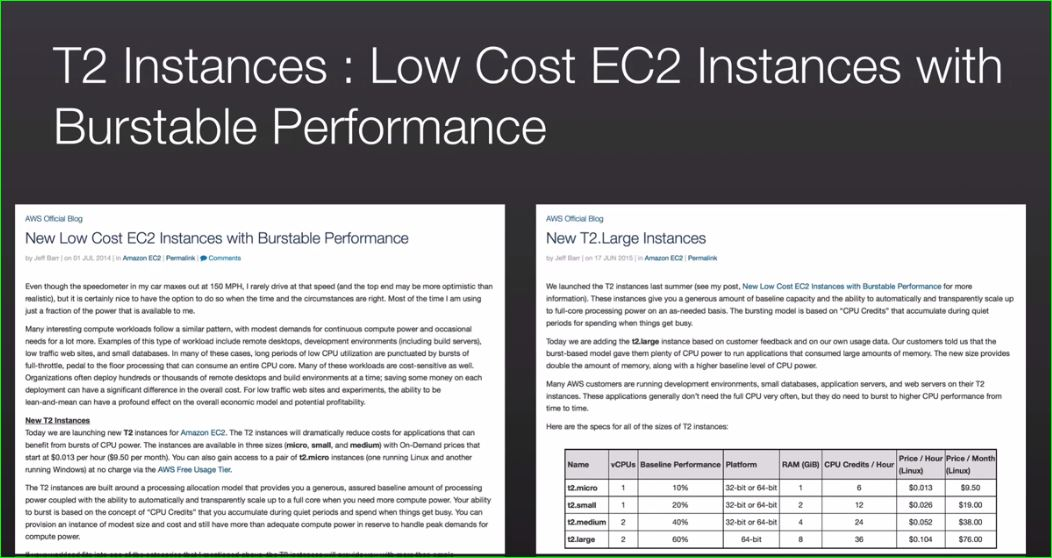 T2 Instances : Low Cost EC2 Instances with
Burstable Performance
AWS Official Blog
New Low Cost EC2 Instances with Burstable Performance
by Jeff Barr | on 01 JUL 2014 | in Amazon EC2 | Permalink | Comments
Even though the speedometer in my car maxes out at 150 MPH, I rarely drive at that speed (and the top end may be more optimistic than
realistic), but it is certainly nice to have the option to do so when the time and the circumstances are right. Most of the time I am using
just a fraction of the power that is available to me.
Many interesting compute workloads follow a similar pattern, with modest demands for continuous compute power and occasional
needs for a lot more. Examples of this type of workload include remote desktops, development environments (including build servers),
low traffic web sites, and small databases. In many of these cases, long periods of low CPU utilization are punctuated by bursts of
full-throttle, pedal to the floor processing that can consume an entire CPU core. Many of these workloads are cost-sensitive as well.
Organizations often deploy hundreds or thousands of remote desktops and build environments at a time; saving some money on each
deployment can have a significant difference in the overall cost. For low traffic web sites and experiments, the ability to be
lean-and-mean can have a profound effect on the overall economic model and potential profitability.
New T2 Instances
Today we are launching new T2 instances for Amazon EC2. The T2 instances will dramatically reduce costs for applications that can
benefit from bursts of CPU power. The instances are available in three sizes (micro, small, and medium) with On-Demand prices that
start at $0.013 per hour ($9.50 per month). You can also gain access to a pair of t2.micro instances (one running Linux and another
running Windows) at no charge via the AWS Free Usage Tier.
The T2 instances are built around a processing allocation model that provides you a generous, assured baseline amount of processing
power coupled with the ability to automatically and transparently scale up to a full core when you need more compute power. Your ability
to burst is based on the concept of "CPU Credits" that you accumulate during quiet periods and spend when things get busy. You can
provision an instance of modest size and cost and still have more than adequate compute power in reserve to handle peak demands for
compute power.
AWS Official Blog
New T2.Large Instances
by Jeff Barr | on 17 JUN 2015 | in Amazon EC2 | Permalink
We launched the T2 instances last summer (see my post, New Low Cost EC2 Instances with Burstable Performance for more
information). These instances give you a generous amount of baseline capacity and the ability to automatically and transparently scale up
to full-core processing power on an as-needed basis. The bursting model is based on "CPU Credits" that accumulate during quiet
periods for spending when things get busy.
Today we are adding the t2.large instance based on customer feedback and on our own usage data. Our customers told us that the
burst-based model gave them plenty of CPU power to run applications that consumed large amounts of memory. The new size provides
double the amount of memory, along with a higher baseline level of CPU power.
Many AWS customers are running development environments, small databases, application servers, and web servers on their T2
instances. These applications generally don't need the full CPU very often, but they do need to burst to higher CPU performance from
time to time.
Here are the specs for all of the sizes of T2 instances:
Name vCPUs Baseline Performance Platform RAM (GiB) CPU Credits / Hour Price / Hour (Linux) Price / Month (Linux)
t2.micro 1 10% 32-bit or 64-bit 1 6 $0.013 $9.50
t2.small 1 20% 32-bit or 64-bit 2 12 $0.026 $19.00
t2.medium 2 40% 32-bit or 64-bit 4 24 $0.052 $38.00
t2.large 2 60% 64-bit 8 36 $0.104 $76.00